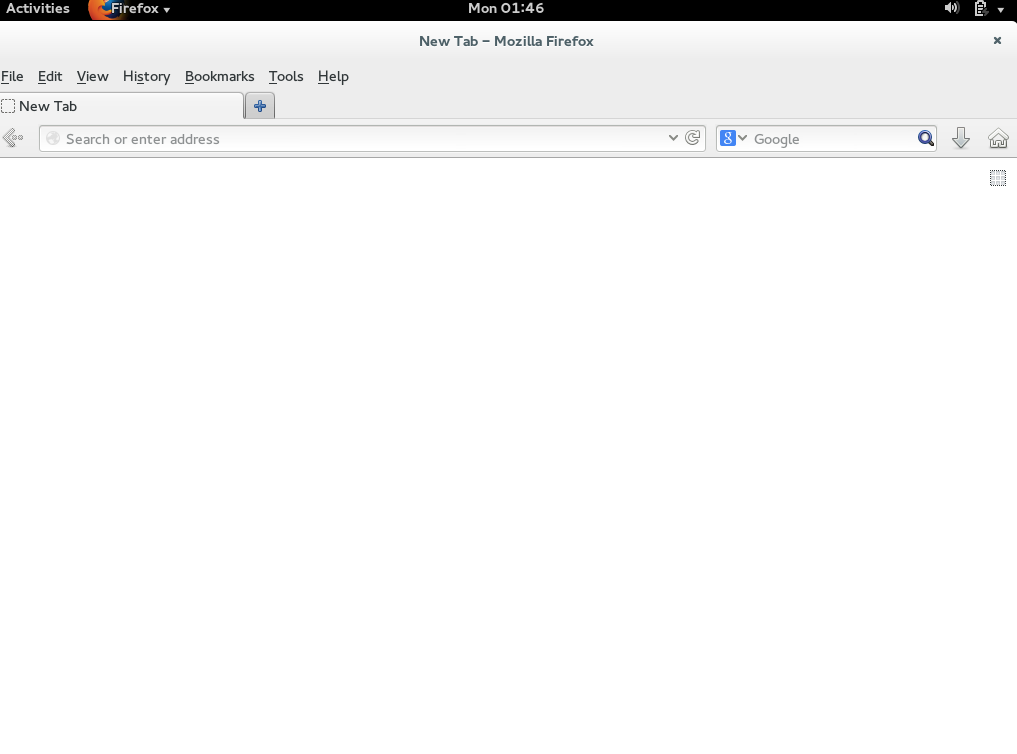 Activities Firefox Mon 01:46
New Tab – Mozilla Firefox
File Edit View History Bookmarks Tools Help
New Tab
Search or enter address Google